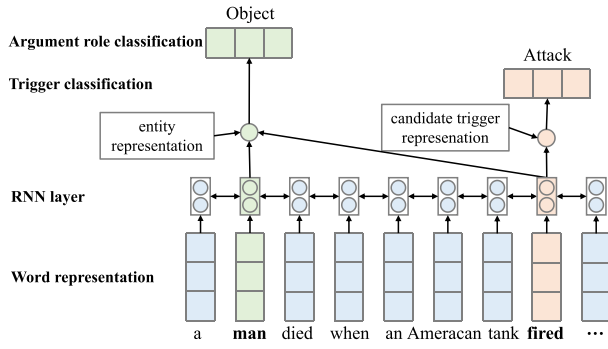 Object
Argument role classification
Attack
Trigger classification
entity
representation
candidate trigger
represenation
RNN layer
Word representation
a man died when an Ameracan tank fired ...